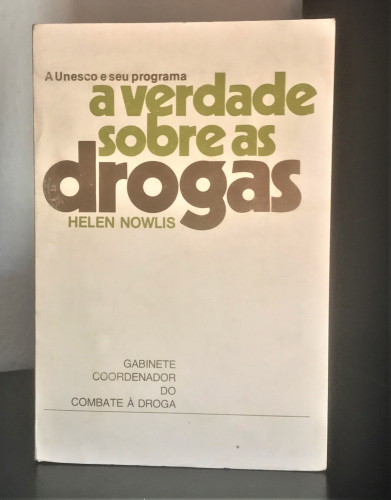 A Unesco e seu programa
a verdade
sobre as
drogas
HELEN NOWLIS
GABINETE
COORDENADOR
DO
COMBATE À DROGA